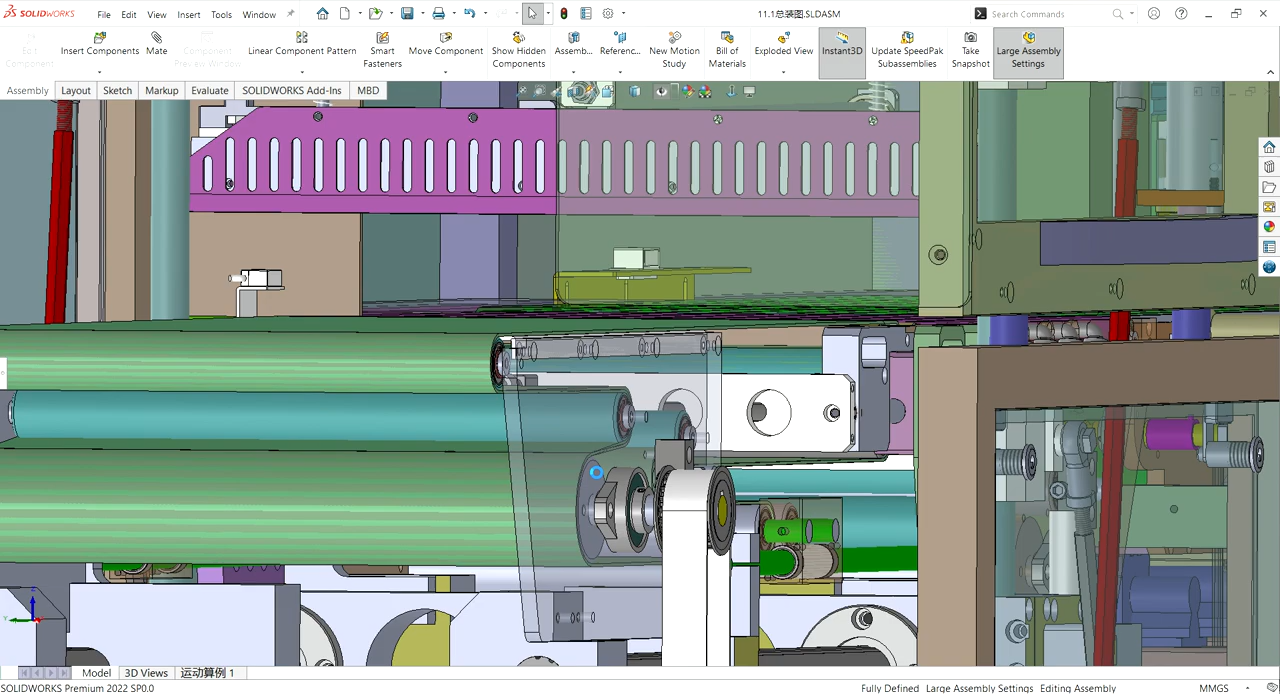 SOLIDWORKS File Edit View Insert Tools Window 11.1总装图.SLDASM Search Commands
Edit Component
Insert Components
Mate
Component Preview Window
Linear Component Pattern
Smart Fasteners
Move Component
Show Hidden Components
Assemb...
Referenc...
New Motion Study
Bill of Materials
Exploded View
Instant3D
Update SpeedPak Subassemblies
Take Snapshot
Large Assembly Settings
Assembly Layout Sketch Markup Evaluate SOLIDWORKS Add-Ins MBD
Z
Y
Model 3D Views 运动算例 1
SOLIDWORKS Premium 2022 SP0.0 Fully Defined Large Assembly Settings Editing Assembly MMGS